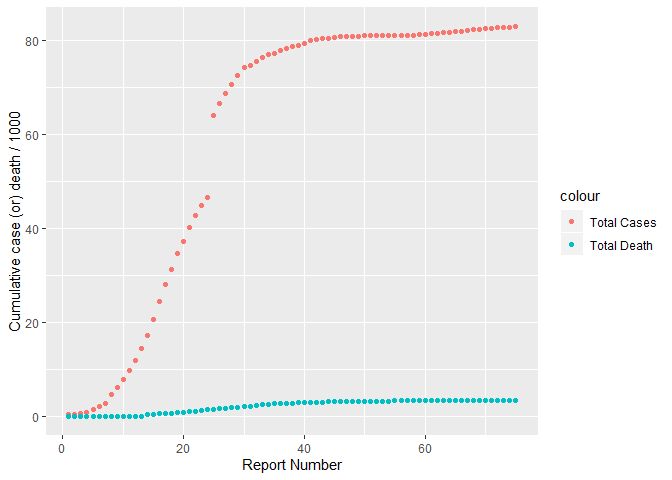 80
60
40
20
0
Cumulative case (or) death / 1000
0
20
40
60
Report Number
colour
Total Cases
Total Death